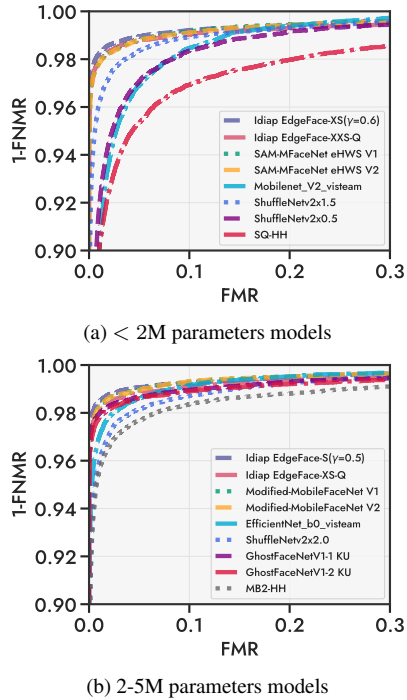 1.00
0.98
0.96
0.94
0.92
0.90
1-FNMR
Idiap EdgeFace-XS(γ=0.6)
Idiap EdgeFace-XXS-Q
SAM-MFaceNet eHWS V1
SAM-MFaceNet eHWS V2
Mobilenet_V2_visteam
ShuffleNetv2x1.5
ShuffleNetv2x0.5
SQ-HH
0.0 0.1 0.2 0.3
FMR
(a) < 2M parameters models
1.00
0.98
0.96
0.94
0.92
0.90
1-FNMR
Idiap EdgeFace-S(γ=0.5)
Idiap EdgeFace-XS-Q
Modified-MobileFaceNet V1
Modified-MobileFaceNet V2
EfficientNet_b0_visteam
ShuffleNetv2x2.0
GhostFaceNetV1-1 KU
GhostFaceNetV1-2 KU
MB2-HH
0.0 0.1 0.2 0.3
FMR
(b) 2-5M parameters models